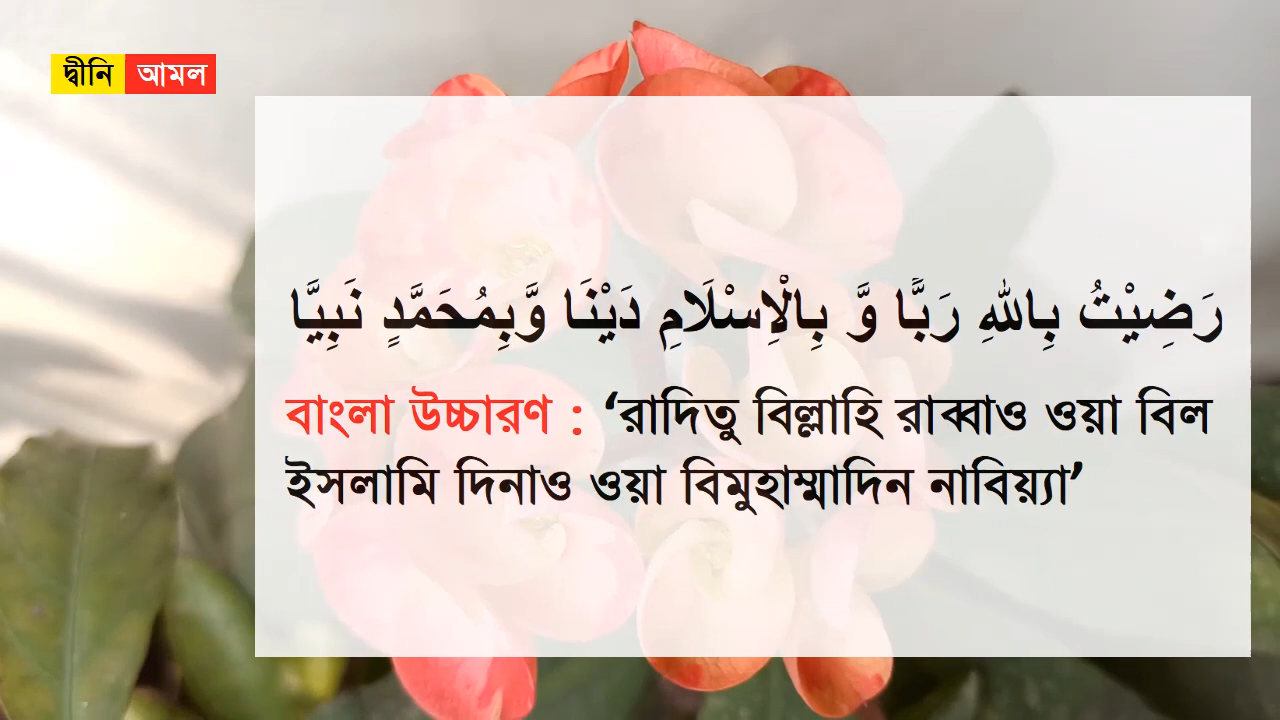 দ্বীনি আমল
رَضِيْتُ بِاللهِ رَبًّا وَّ بِالْاِسْلَامِ دَيْنَا وَّبِمُحَمَّدٍ نَبِيَّا
বাংলা উচ্চারণ : ‘রাদিতু বিল্লাহি রাব্বাও ওয়া বিল
ইসলামি দিনাও ওয়া বিমুহাম্মাদিন নাবিয়্যা’